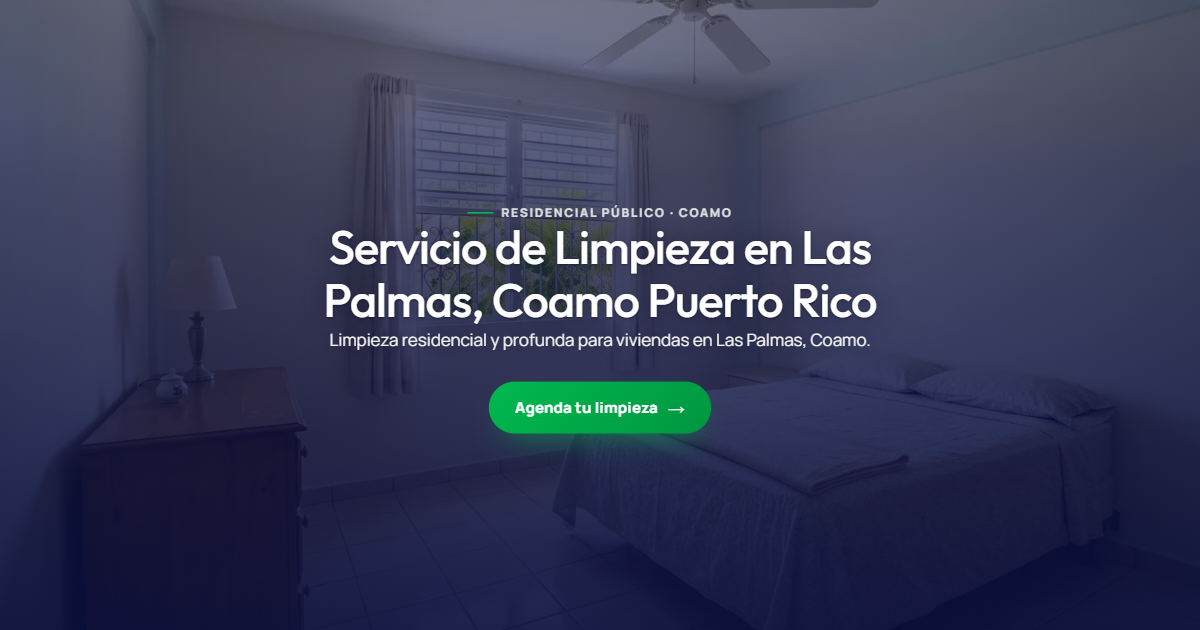 RESIDENCIAL PÚBLICO · COAMO
Servicio de Limpieza en Las
Palmas, Coamo Puerto Rico
Limpieza residencial y profunda para viviendas en Las Palmas, Coamo.
Agenda tu limpieza →